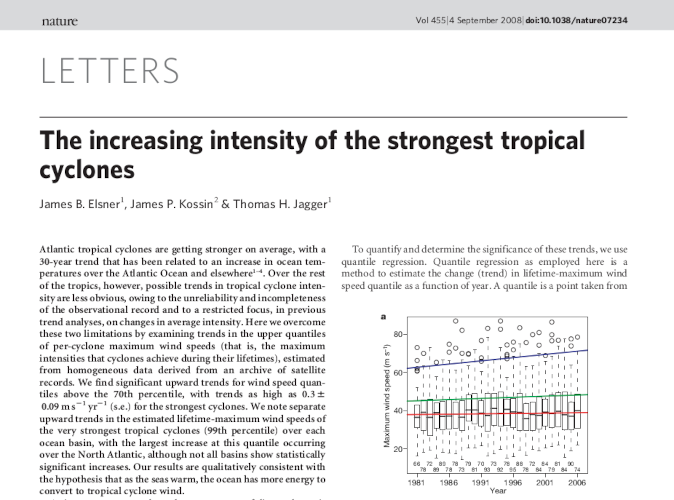 nature
Vol 455|4 September 2008|doi:10.1038/nature07234
LETTERS
The increasing intensity of the strongest tropical
cyclones
James B. Elsner1, James P. Kossin2 & Thomas H. Jagger1
Atlantic tropical cyclones are getting stronger on average, with a
30-year trend that has been related to an increase in ocean tem-
peratures over the Atlantic Ocean and elsewhere1–4. Over the rest
of the tropics, however, possible trends in tropical cyclone inten-
sity are less obvious, owing to the unreliability and incompleteness
of the observational record and to a restricted focus, in previous
trend analyses, on changes in average intensity. Here we overcome
these two limitations by examining trends in the upper quantiles
of per-cyclone maximum wind speeds (that is, the maximum
intensities that cyclones achieve during their lifetimes), estimated
from homogeneous data derived from an archive of satellite
records. We find significant upward trends for wind speed quan-
tiles above the 70th percentile, with trends as high as 0.3 ±
0.09 m s−1 yr−1 (s.e.) for the strongest cyclones. We note separate
upward trends in the estimated lifetime-maximum wind speeds of
the very strongest tropical cyclones (99th percentile) over each
ocean basin, with the largest increase at this quantile occurring
over the North Atlantic, although not all basins show statistically
significant increases. Our results are qualitatively consistent with
the hypothesis that as the seas warm, the ocean has more energy to
convert to tropical cyclone wind.
To quantify and determine the significance of these trends, we use
quantile regression. Quantile regression as employed here is a
method to estimate the change (trend) in lifetime-maximum wind
speed quantile as a function of year. A quantile is a point taken from
a
Maximum wind speed (m s−1)
80
60
40
20
1981 1986 1991 1996 2001 2006
Year